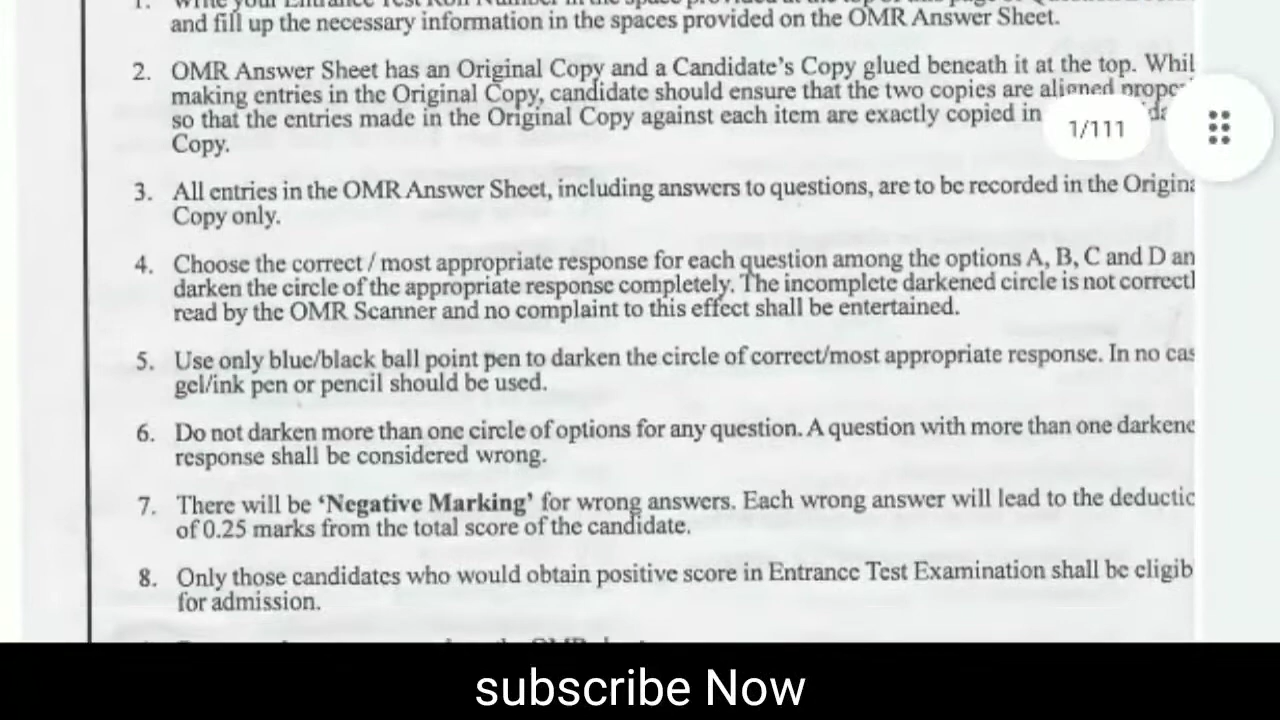 and fill up the necessary information in the spaces provided on the OMR Answer Sheet.
2. OMR Answer Sheet has an Original Copy and a Candidate's Copy glued beneath it at the top. Whil
making entries in the Original Copy, candidate should ensure that the two copies are aligned prope
so that the entries made in the Original Copy against each item are exactly copied in
Copy.
1/111
3. All entries in the OMR Answer Sheet, including answers to questions, are to be recorded in the Origina
Copy only.
4. Choose the correct / most appropriate response for each question among the options A, B, C and D an
darken the circle of the appropriate response completely. The incomplete darkened circle is not correctl
read by the OMR Scanner and no complaint to this effect shall be entertained.
5. Use only blue/black ball point pen to darken the circle of correct/most appropriate response. In no cas
gel/ink pen or pencil should be used.
6. Do not darken more than one circle of options for any question. A question with more than one darkene
response shall be considered wrong.
7. There will be ‘Negative Marking’ for wrong answers. Each wrong answer will lead to the deductio
of 0.25 marks from the total score of the candidate.
8. Only those candidates who would obtain positive score in Entrance Test Examination shall be eligib
for admission.
subscribe Now